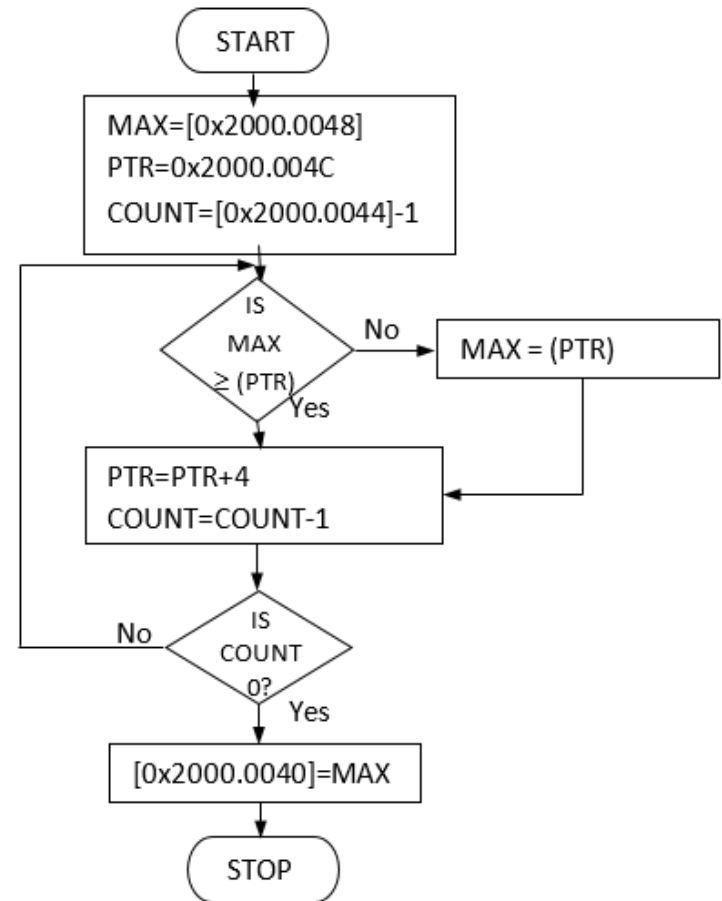 START
MAX=[0x2000.0048]
PTR=0x2000.004C
COUNT=[0x2000.0044]-1
IS
MAX
≥ (PTR)
No
MAX = (PTR)
Yes
PTR=PTR+4
COUNT=COUNT-1
IS
COUNT
0?
No
Yes
[0x2000.0040]=MAX
STOP